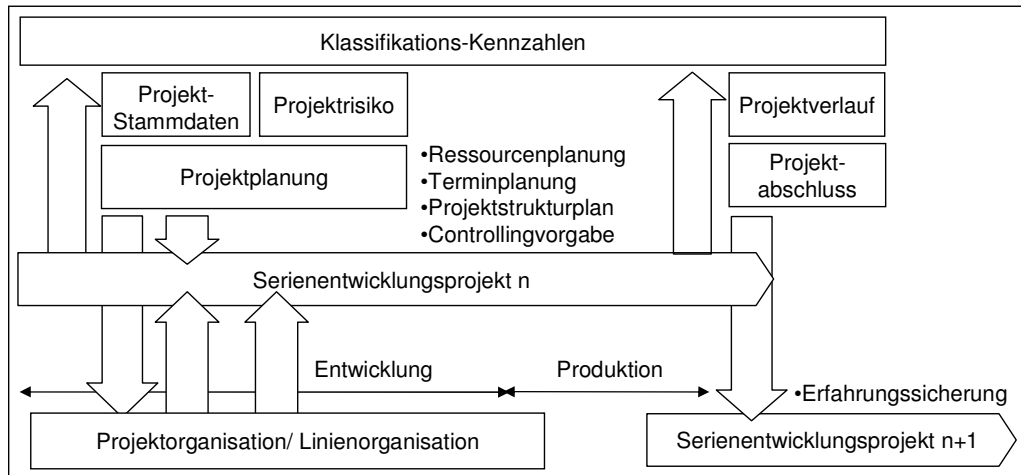 Klassifikations-Kennzahlen
Projekt-
Stammdaten
Projektrisiko
Projektverlauf
Projektplanung
•Ressourcenplanung
•Terminplanung
•Projektstrukturplan
•Controllingvorgabe
Projekt-
abschluss
Serienentwicklungsprojekt n
Entwicklung
Produktion
•Erfahrungssicherung
Projektorganisation/ Linienorganisation
Serienentwicklungsprojekt n+1